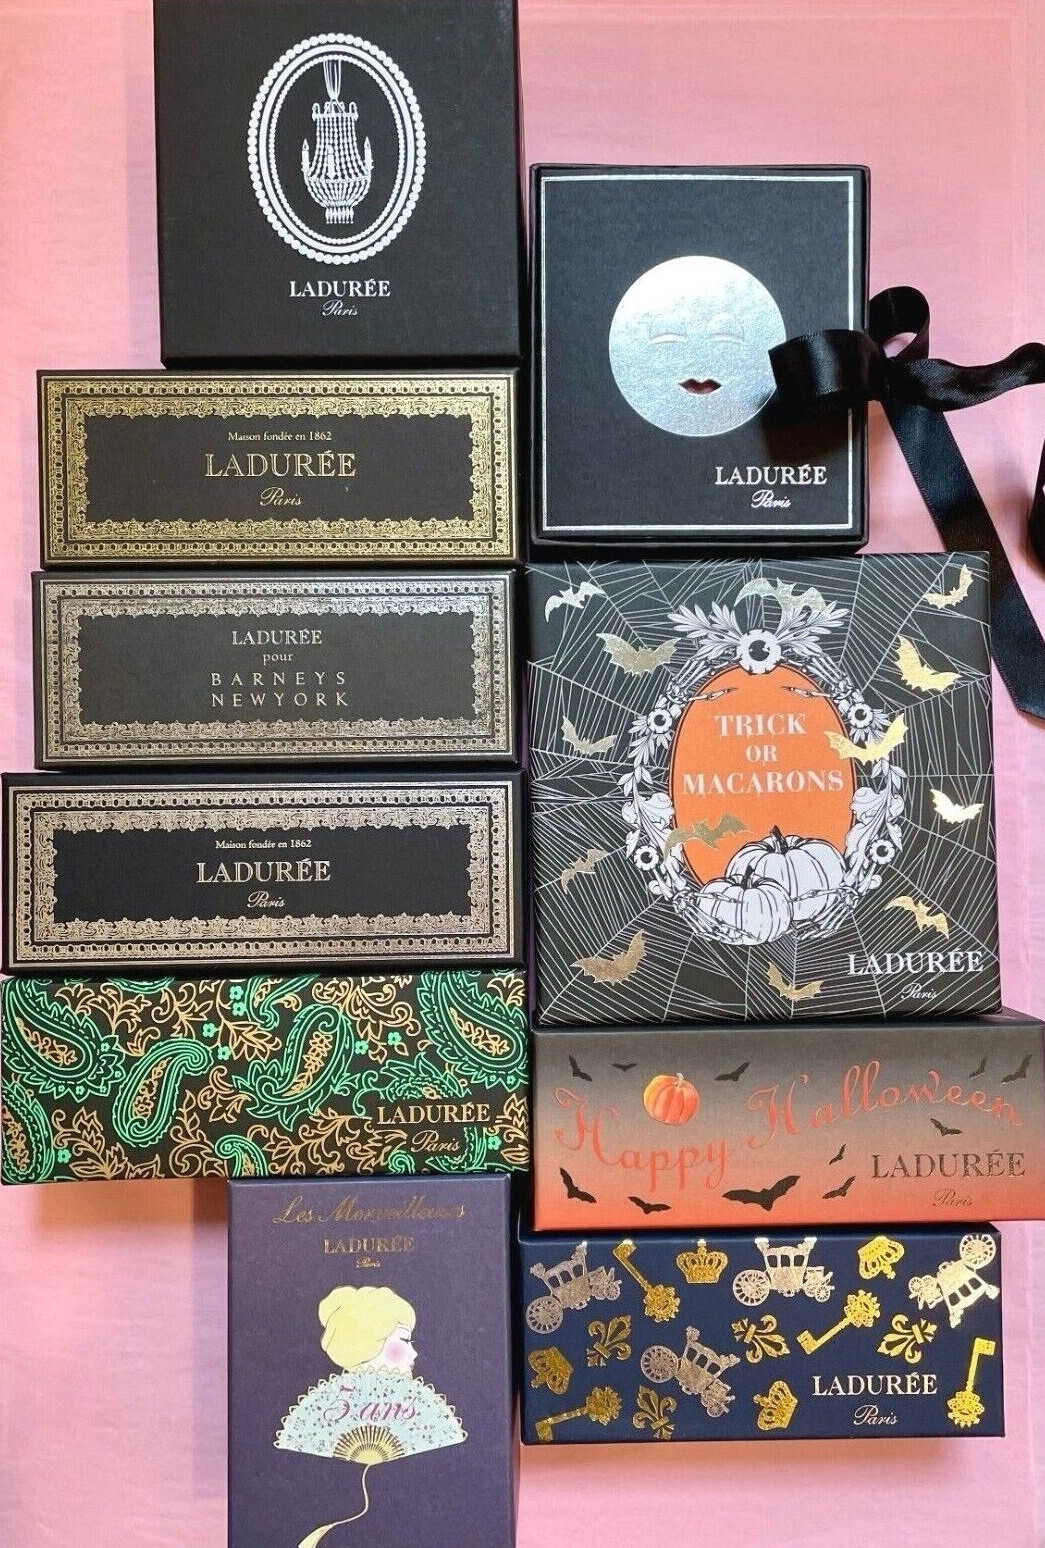 LADURÉE
Paris
LADURÉE
Paris
Maison fondée en 1862
LADURÉE
Paris
LADURÉE
pour
BARNEYS
NEWYORK
TRICK
OR
MACARONS
LADURÉE
Paris
Maison fondée en 1862
LADURÉE
Paris
LADURÉE
Paris
Happy Halloween
LADURÉE
Paris
Les Merveilleuses
LADURÉE
Paris
5 ans
LADURÉE
Paris